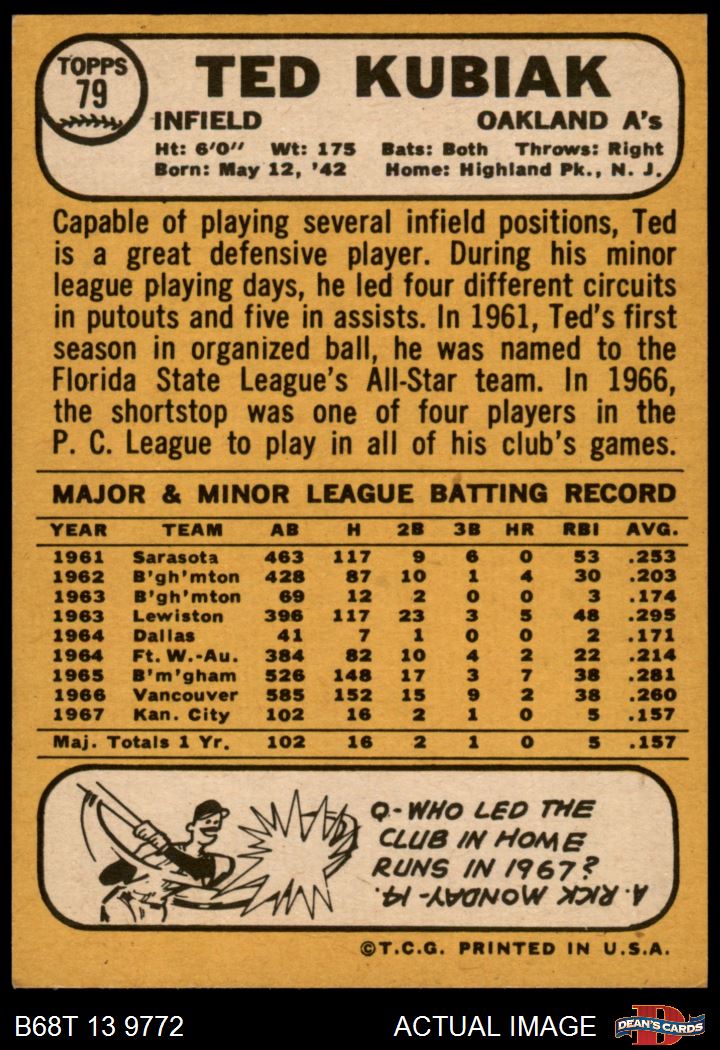 TOPPS
79
TED KUBIAK
INFIELD OAKLAND A's
Ht: 6'0" Wt: 175 Bats: Both Throws: Right
Born: May 12, '42 Home: Highland Pk., N. J.
Capable of playing several infield positions, Ted
is a great defensive player. During his minor
league playing days, he led four different circuits
in putouts and five in assists. In 1961, Ted's first
season in organized ball, he was named to the
Florida State League's All-Star team. In 1966,
the shortstop was one of four players in the
P. C. League to play in all of his club's games.
MAJOR & MINOR LEAGUE BATTING RECORD
YEAR TEAM AB H 2B 3B HR RBI AVG.
1961 Sarasota 463 117 9 6 0 53 .253
1962 B'gh'mton 428 87 10 1 4 30 .203
1963 B'gh'mton 69 12 2 0 0 3 .174
1963 Lewiston 396 117 23 3 5 48 .295
1964 Dallas 41 7 1 0 0 2 .171
1964 Ft. W.-Au. 384 82 10 4 2 22 .214
1965 B'm'gham 526 148 17 3 7 38 .281
1966 Vancouver 585 152 15 9 2 38 .260
1967 Kan. City 102 16 2 1 0 5 .157
Maj. Totals 1 Yr. 102 16 2 1 0 5 .157
Q-WHO LED THE
CLUB IN HOME
RUNS IN 1967?
A. RICK MONDAY-14.
©T.C.G. PRINTED IN U.S.A.
B68T 13 9772 ACTUAL IMAGE
D
DEAN'S CARDS